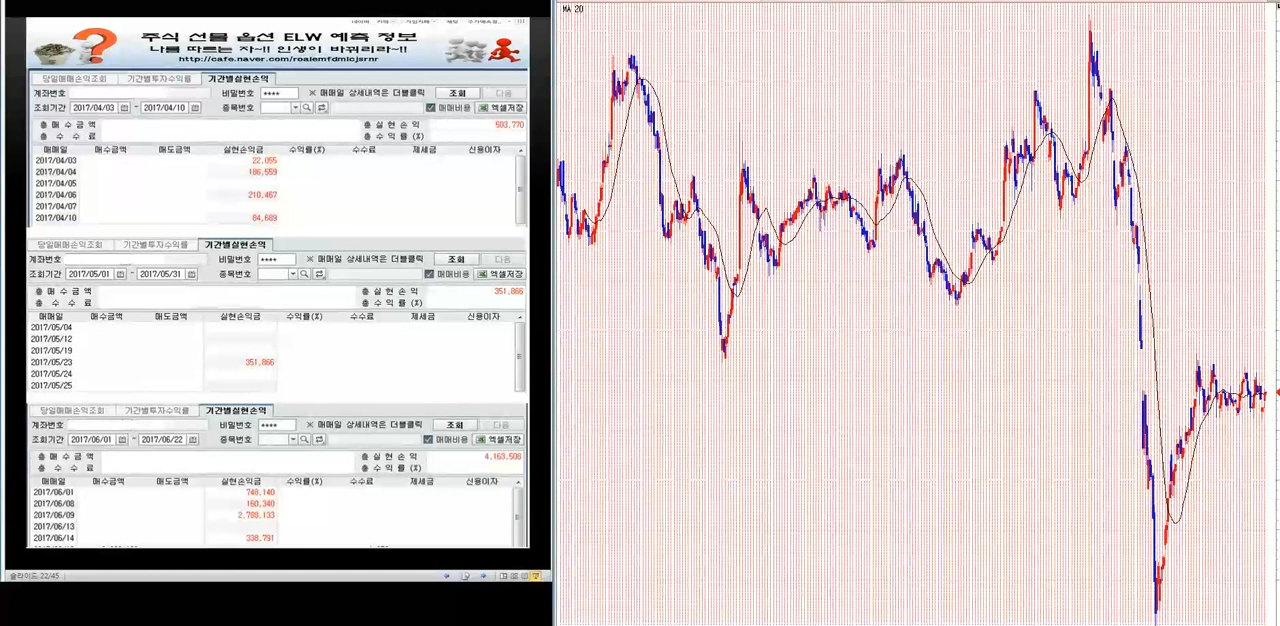 주식 선물 옵션 ELW 예측 정보
나를 따르는 자~!! 인생이 바뀌리라~!!
당일매매손익조회 기간별투자수익률 기간별실현손익
계좌번호 비밀번호 **** ※ 매매일 상세내역은 더블클릭 조회 다음
조회기간 2017/04/03 ~ 2017/04/10 종목번호 매매비용 엑셀저장
총매수금액 총실현손익 503,770
총수수료 총수익률(%)
매매일 매수금액 매도금액 실현손익금 수익률(%) 수수료 제세금 신용이자
2017/04/03 22,055
2017/04/04 186,559
2017/04/05
2017/04/06 210,467
2017/04/07
2017/04/10 84,689
당일매매손익조회 기간별투자수익률 기간별실현손익
계좌번호 비밀번호 **** ※ 매매일 상세내역은 더블클릭 조회 다음
조회기간 2017/05/01 ~ 2017/05/31 종목번호 매매비용 엑셀저장
총매수금액 총실현손익 351,866
총수수료 총수익률(%)
매매일 매수금액 매도금액 실현손익금 수익률(%) 수수료 제세금 신용이자
2017/05/04
2017/05/12
2017/05/19
2017/05/23 351,866
2017/05/24
2017/05/25
당일매매손익조회 기간별투자수익률 기간별실현손익
계좌번호 비밀번호 **** ※ 매매일 상세내역은 더블클릭 조회 다음
조회기간 2017/06/01 ~ 2017/06/22 종목번호 매매비용 엑셀저장
총매수금액 총실현손익 4,163,508
총수수료 총수익률(%)
매매일 매수금액 매도금액 실현손익금 수익률(%) 수수료 제세금 신용이자
2017/06/01 748,140
2017/06/08 160,340
2017/06/09 2,708,133
2017/06/13
2017/06/14 338,791
슬라이드 22/45
MA 20